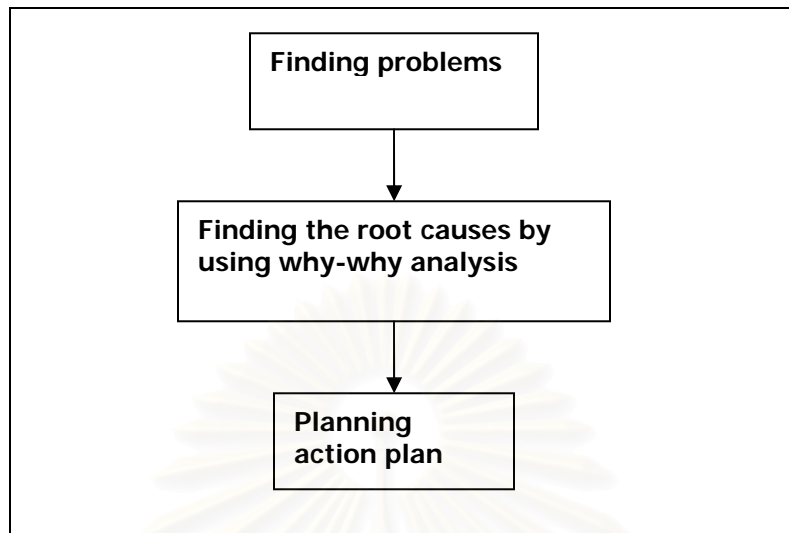 Finding problems
Finding the root causes by
using why-why analysis
Planning
action plan